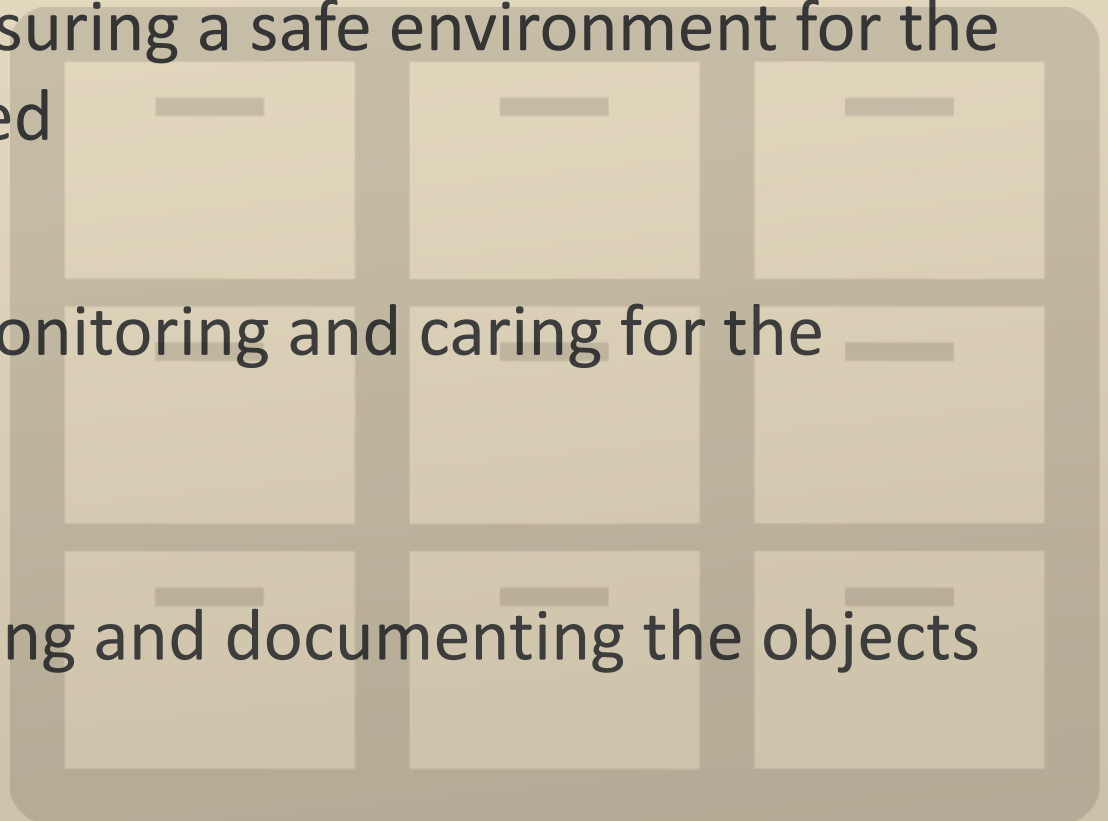 suring a safe environment for the
ed
onitoring and caring for the
ng and documenting the objects